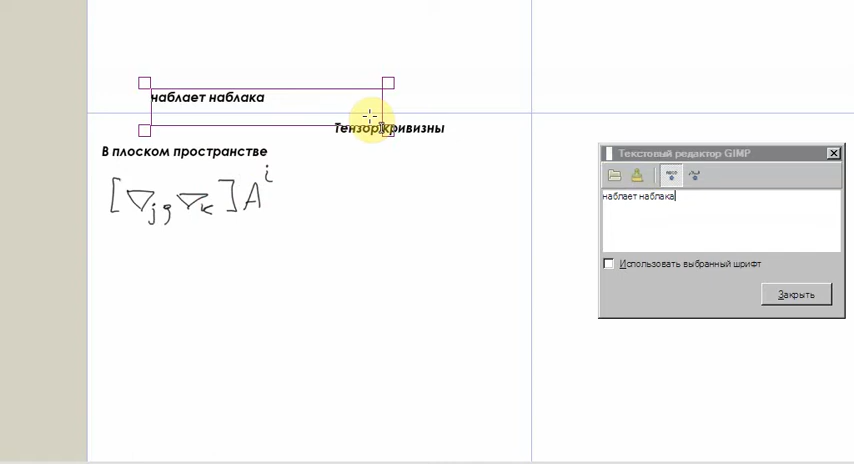 наблает наблака
Тензор кривизны
В плоском пространстве
[∇j, ∇k] A^i
Текстовый редактор GIMP
наблает наблака
Использовать выбранный шрифт
Закрыть